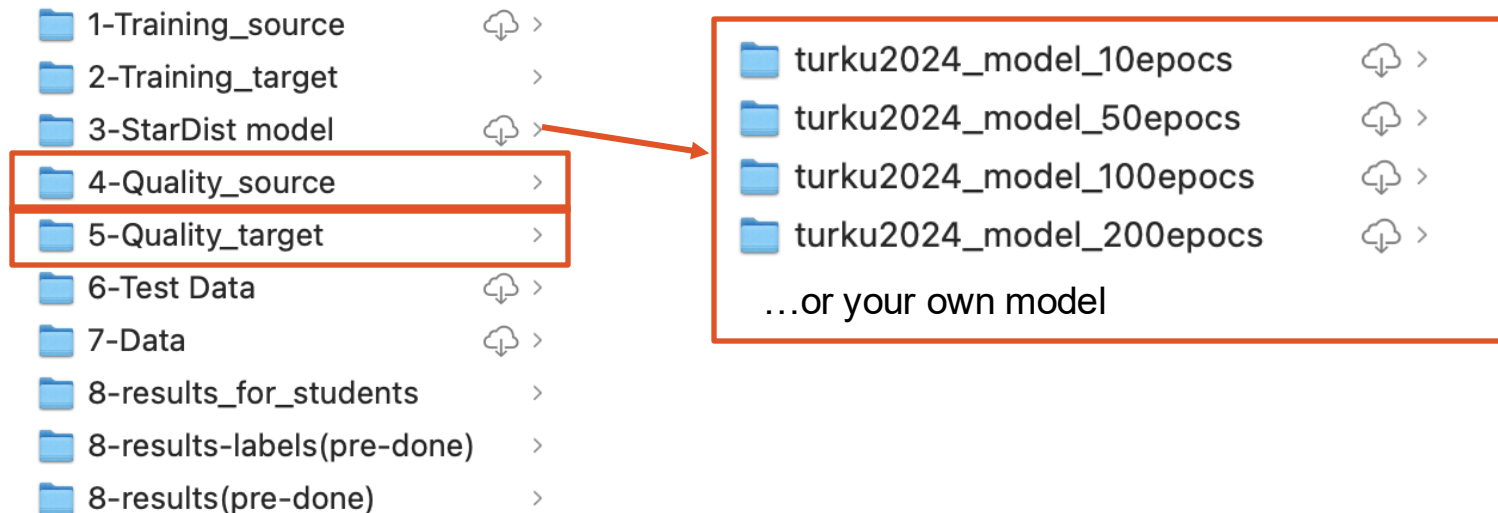 1-Training_source
2-Training_target
3-StarDist model
4-Quality_source
5-Quality_target
6-Test Data
7-Data
8-results_for_students
8-results-labels(pre-done)
8-results(pre-done)
turku2024_model_10epocs
turku2024_model_50epocs
turku2024_model_100epocs
turku2024_model_200epocs
…or your own model